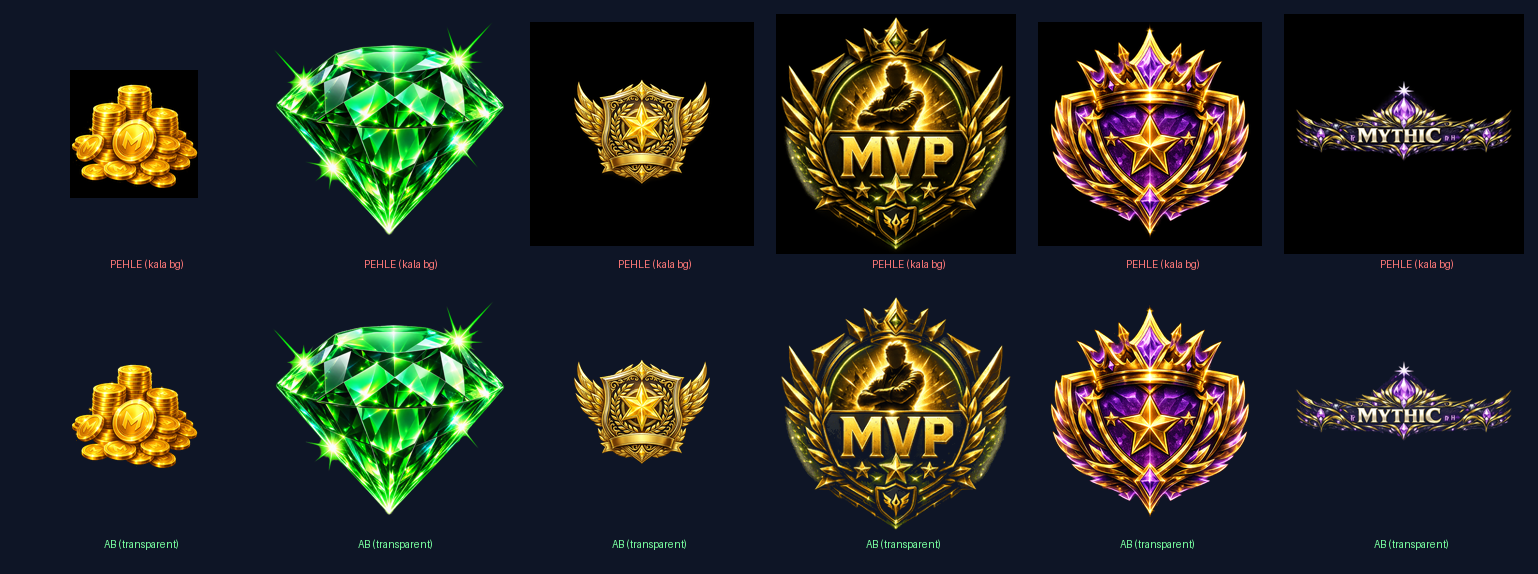 M
M
MVP
MYTHIC
PEHLE (kala bg)
PEHLE (kala bg)
PEHLE (kala bg)
PEHLE (kala bg)
PEHLE (kala bg)
PEHLE (kala bg)
M
M
MVP
MYTHIC
AB (transparent)
AB (transparent)
AB (transparent)
AB (transparent)
AB (transparent)
AB (transparent)